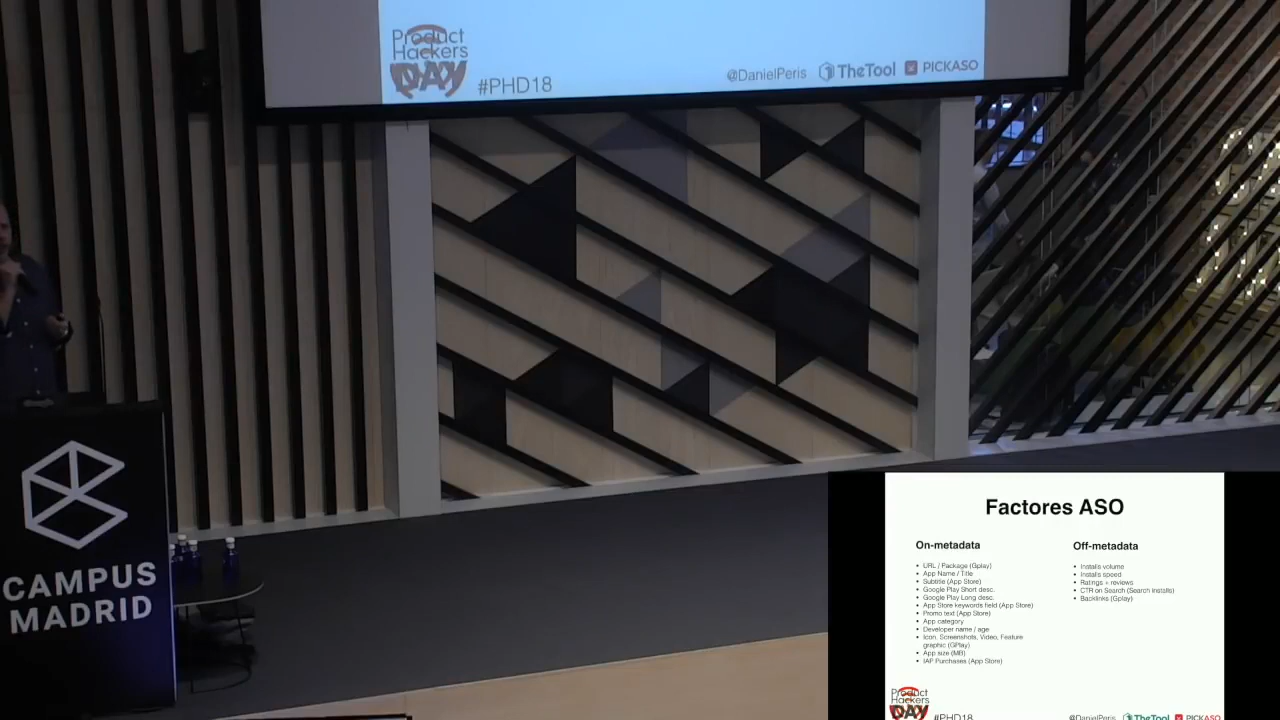 Product
Hackers
DAY
#PHD18
@DanielPeris
TheTool
PICKASO
CAMPUS
MADRID
Factores ASO
On-metadata
• URL / Package (Gplay)
• App Name / Title
• Subtitle (App Store)
• Google Play Short desc.
• Google Play Long desc.
• App Store keywords field (App Store)
• Promo text (App Store)
• App category
• Developer name / age
• Icon, Screenshots, Video, Feature
graphic (GPlay)
• App size (MB)
• IAP Purchases (App Store)
Off-metadata
• Installs volume
• Installs speed
• Ratings + reviews
• CTR on Search (Search installs)
• Backlinks (Gplay)
Product
Hackers
DAY
#PHD18
@DanielPeris
TheTool
PICKASO